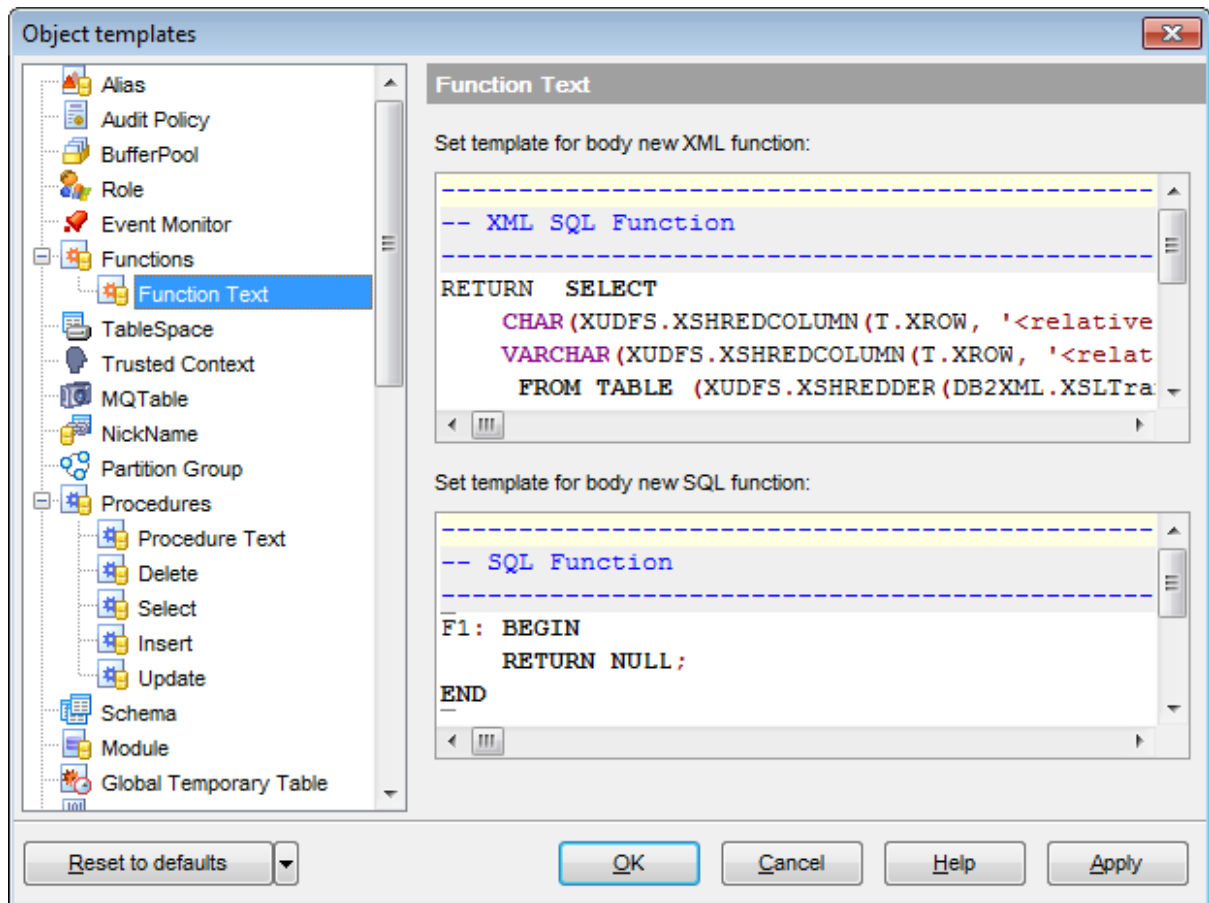 Object templates
Alias
Audit Policy
BufferPool
Role
Event Monitor
Functions
Function Text
TableSpace
Trusted Context
MQTable
NickName
Partition Group
Procedures
Procedure Text
Delete
Select
Insert
Update
Schema
Module
Global Temporary Table
Function Text
Set template for body new XML function:
-----------------------------------------------
-- XML SQL Function
-----------------------------------------------
RETURN  SELECT
    CHAR(XUDFS.XSHREDCOLUMN(T.XROW, '<relative
    VARCHAR(XUDFS.XSHREDCOLUMN(T.XROW, '<relat
     FROM TABLE (XUDFS.XSHREDDER(DB2XML.XSLTra
Set template for body new SQL function:
-----------------------------------------------
-- SQL Function
-----------------------------------------------
F1: BEGIN
    RETURN NULL;
END
Reset to defaults
OK
Cancel
Help
Apply